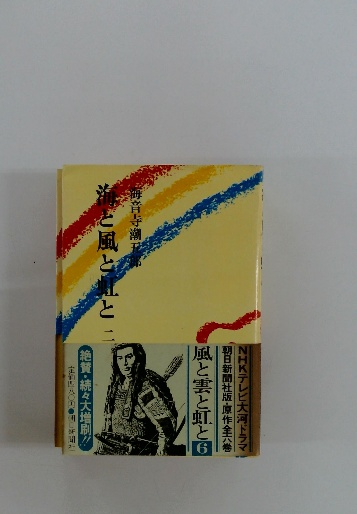 海音寺潮五郎
海と風と虹と 二
NHKテレビ大河ドラマ
朝日新聞社版・原作全六巻
風と雲と虹と 6
絶賛・続々大増刷!!